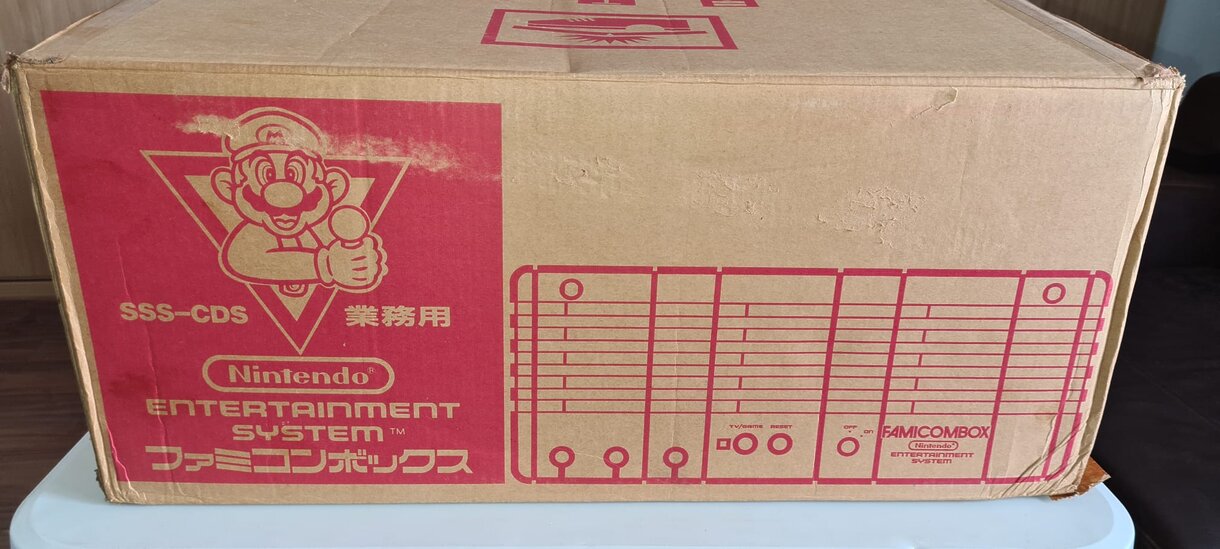 M
SSS-CDS 業務用
Nintendo®
ENTERTAINMENT
SYSTEM™
ファミコンボックス
TV/GAME RESET
OFF
ON
FAMICOMBOX
Nintendo®
ENTERTAINMENT
SYSTEM